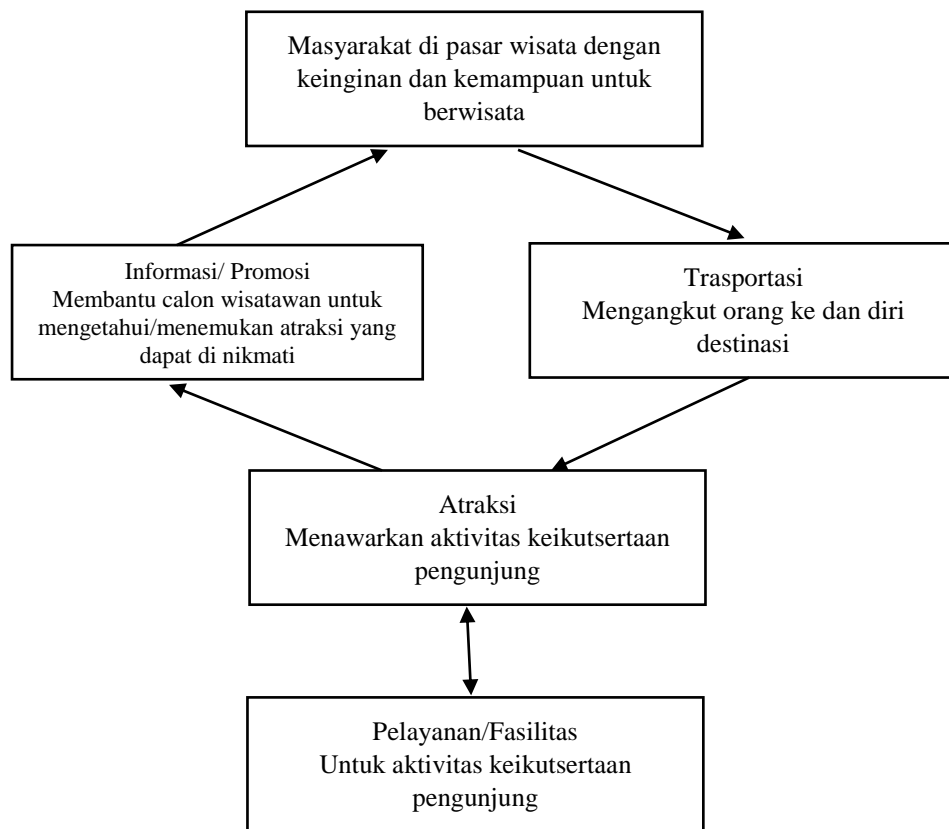 Masyarakat di pasar wisata dengan
keinginan dan kemampuan untuk
berwisata
Informasi/ Promosi
Membantu calon wisatawan untuk
mengetahui/menemukan atraksi yang
dapat di nikmati
Trasportasi
Mengangkut orang ke dan diri
destinasi
Atraksi
Menawarkan aktivitas keikutsertaan
pengunjung
Pelayanan/Fasilitas
Untuk aktivitas keikutsertaan
pengunjung